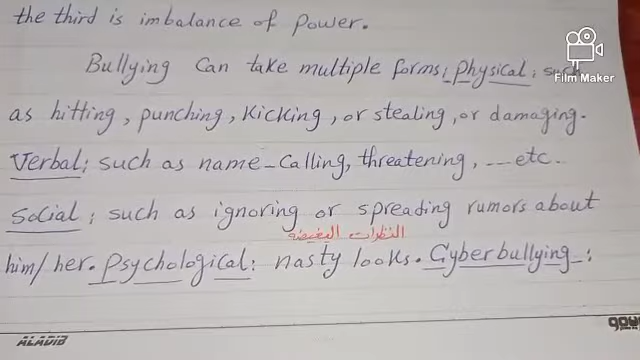 the third is imbalance of power.
Film Maker
Bullying Can take multiple forms; physical; such
as hitting, punching, Kicking, or stealing, or damaging.
Verbal; such as name-Calling, threatening, ---etc.
Social; such as ignoring or spreading rumors about
النظرات البغيضة
him/her. Psychological: nasty looks. Cyberbullying:
ALADIB